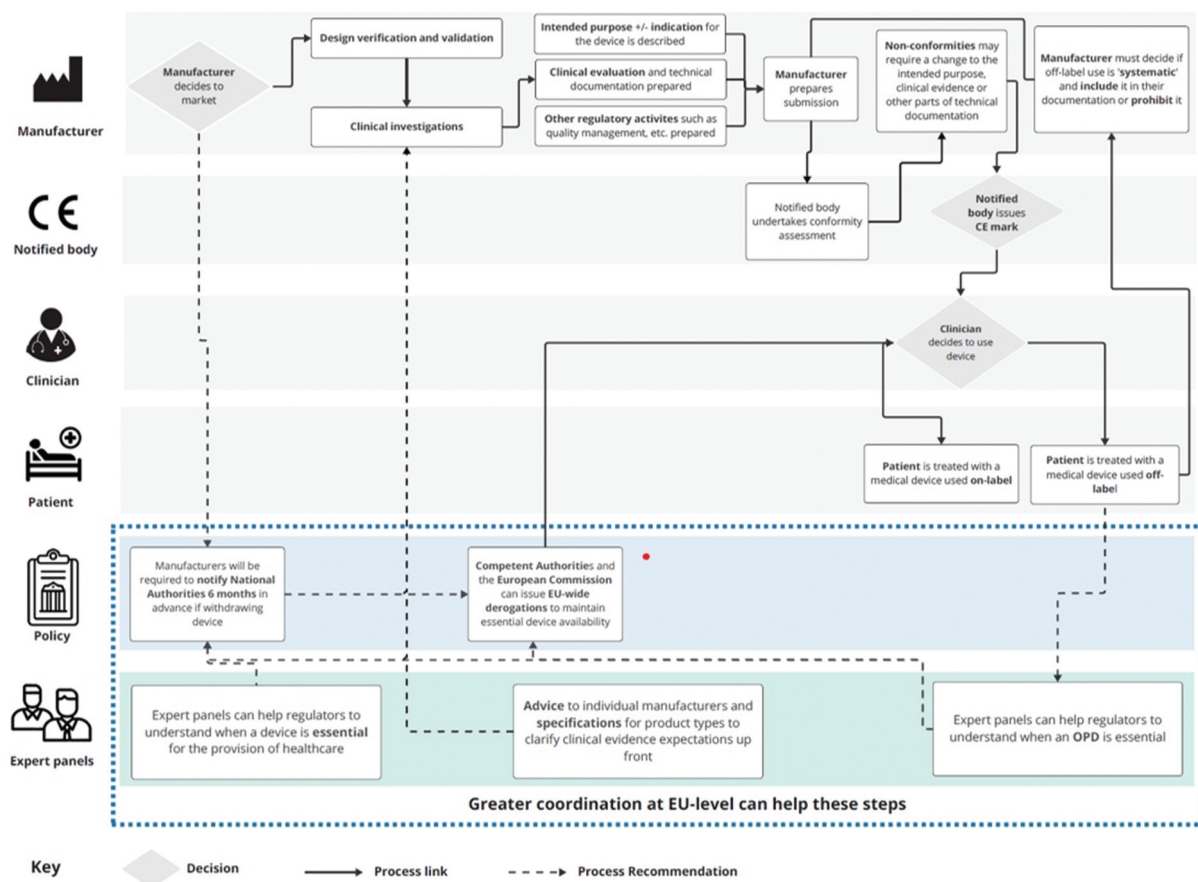 Manufacturer
Manufacturer
decides to
market
Design verification and validation
Clinical investigations
Intended purpose +/- indication for
the device is described
Clinical evaluation and technical
documentation prepared
Other regulatory activites such as
quality management, etc. prepared
Manufacturer
prepares
submission
Non-conformities may
require a change to the
intended purpose,
clinical evidence or
other parts of technical
documentation
Manufacturer must decide if
off-label use is 'systematic'
and include it in their
documentation or prohibit it
CE
Notified body
Notified body
undertakes conformity
assessment
Notified
body issues
CE mark
Clinician
Clinician
decides to use
device
Patient
Patient is treated with a
medical device used on-label
Patient is treated with a
medical device used off-
label
Policy
Manufacturers will be
required to notify National
Authorities 6 months in
advance if withdrawing
device
Competent Authorities and
the European Commission
can issue EU-wide
derogations to maintain
essential device availability
Expert panels
Expert panels can help regulators to
understand when a device is essential
for the provision of healthcare
Advice to individual manufacturers and
specifications for product types to
clarify clinical evidence expectations up
front
Expert panels can help regulators to
understand when an OPD is essential
Greater coordination at EU-level can help these steps
Key
Decision
Process link
Process Recommendation